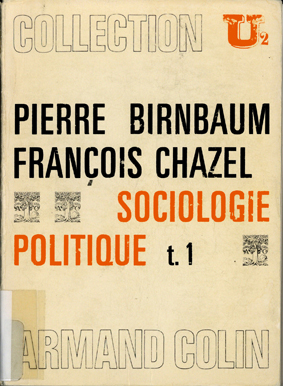 COLLECTION U2
PIERRE BIRNBAUM
FRANÇOIS CHAZEL
SOCIOLOGIE
POLITIQUE t.1
ARMAND COLIN